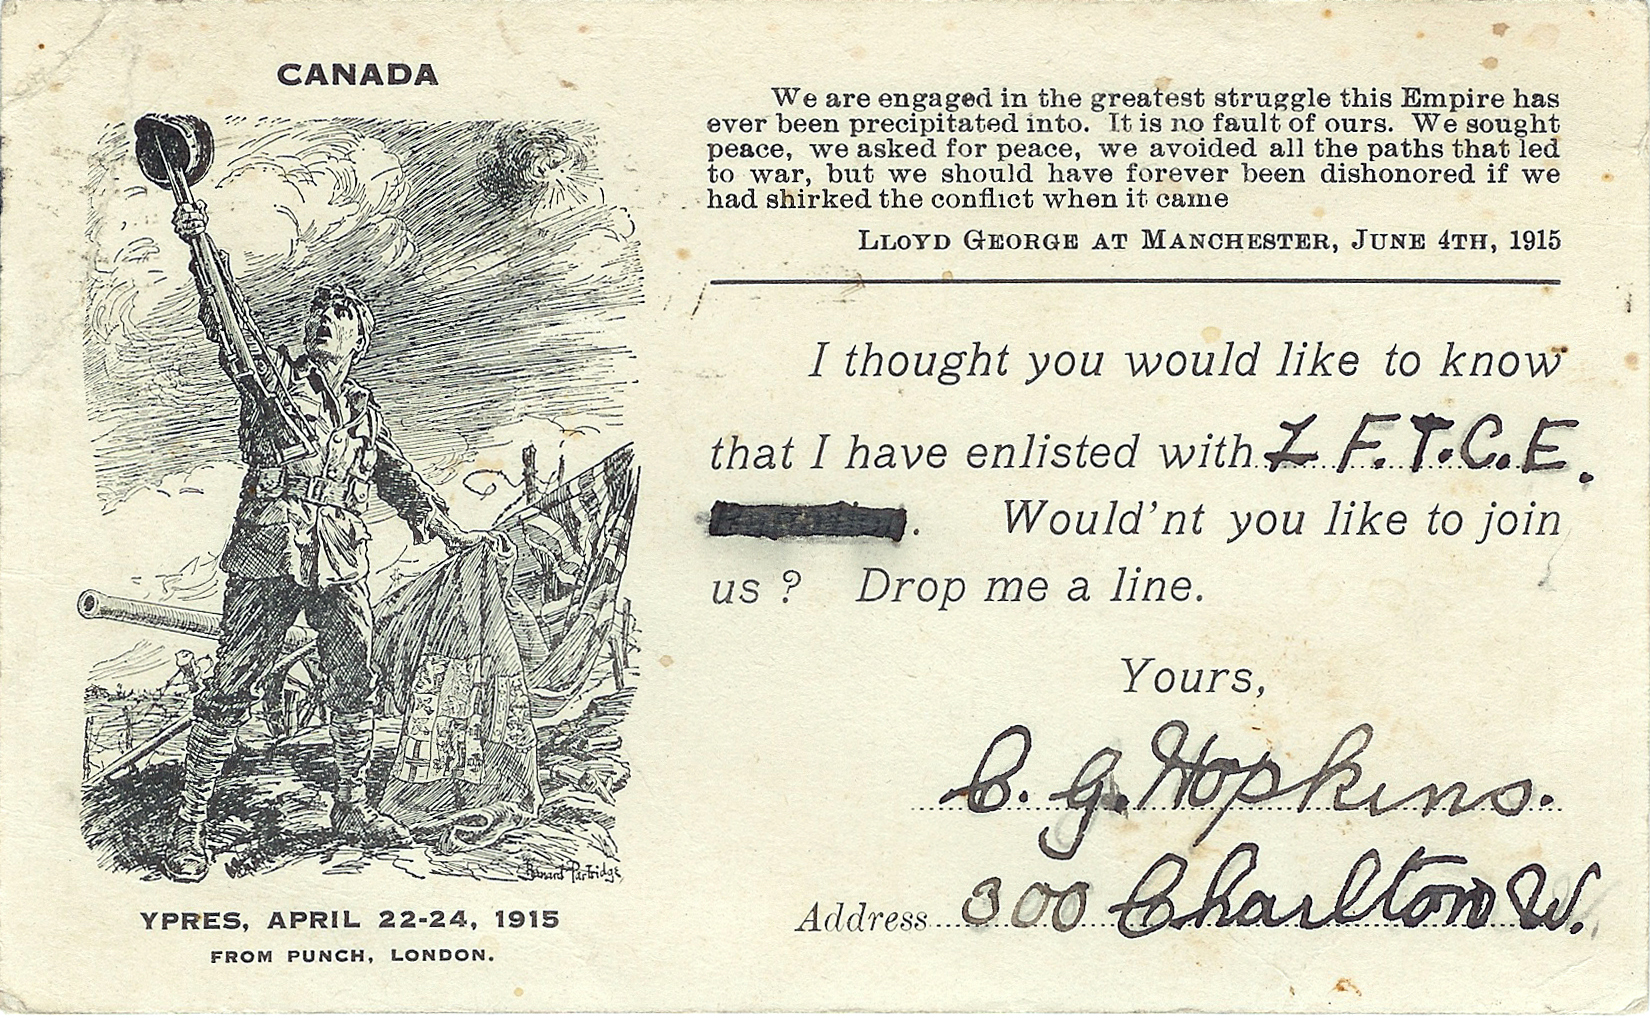 CANADA
Bernard Partridge
YPRES, APRIL 22-24, 1915
FROM PUNCH, LONDON.
We are engaged in the greatest struggle this Empire has
ever been precipitated into. It is no fault of ours. We sought
peace, we asked for peace, we avoided all the paths that led
to war, but we should have forever been dishonored if we
had shirked the conflict when it came
LLOYD GEORGE AT MANCHESTER, JUNE 4TH, 1915
I thought you would like to know
that I have enlisted with F.T.C.E.
. Would'nt you like to join
us? Drop me a line.
Yours,
C. G. Hopkins.
Address 300 Charlton W.